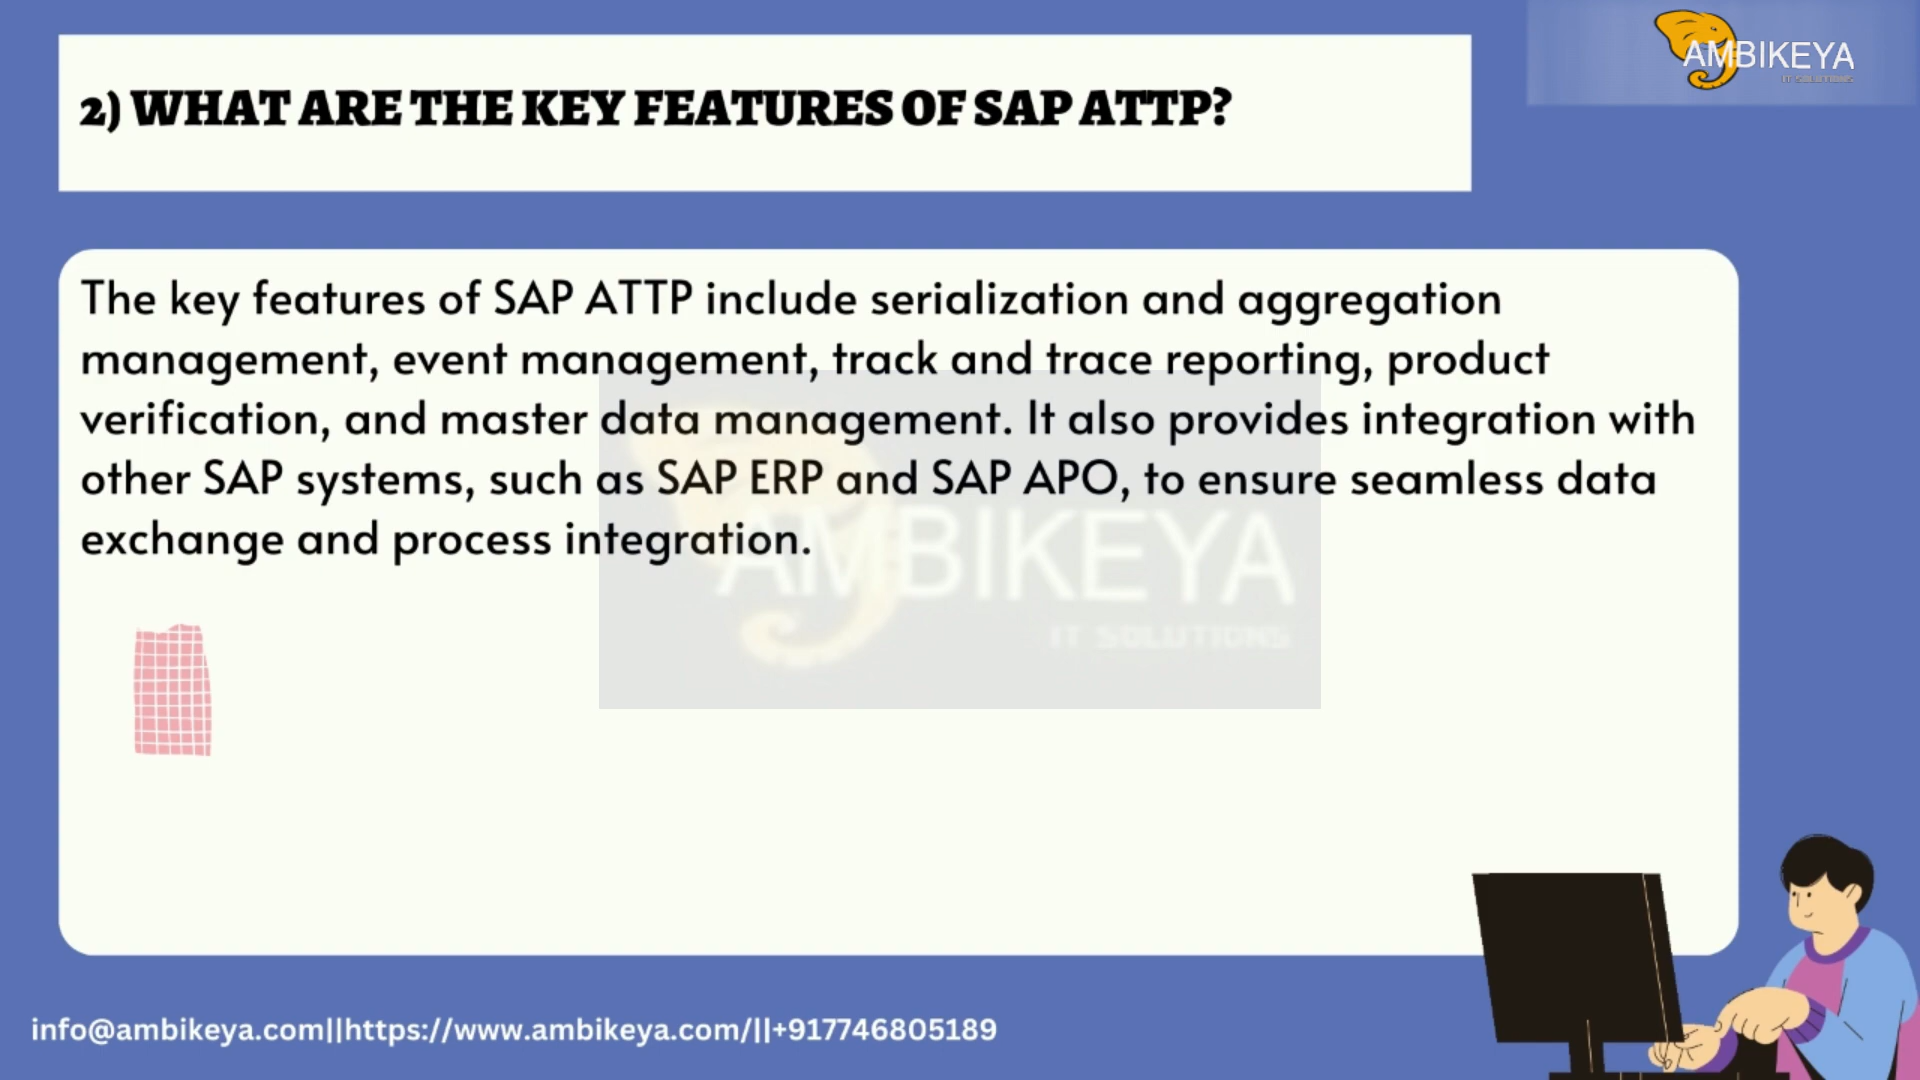 AMBIKEYA
IT SOLUTIONS
2) WHAT ARE THE KEY FEATURES OF SAP ATTP?
The key features of SAP ATTP include serialization and aggregation
management, event management, track and trace reporting, product
verification, and master data management. It also provides integration with
other SAP systems, such as SAP ERP and SAP APO, to ensure seamless data
exchange and process integration.
AMBIKEYA
IT SOLUTIONS
info@ambikeya.com||https://www.ambikeya.com/||+917746805189